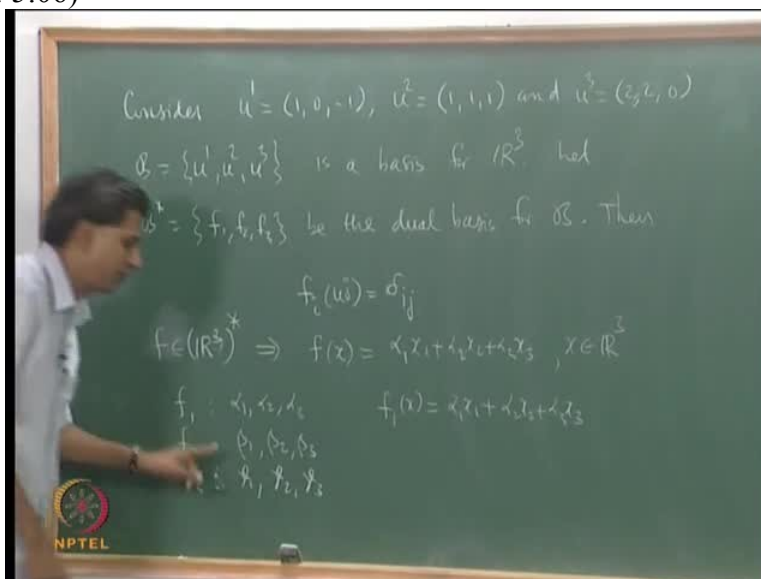 3:06)
Consider u¹ = (1, 0, -1), u² = (1, 1, 1) and u³ = (2, 2, 0)
B = {u¹, u², u³} is a basis for ℝ³. Let
B* = {f₁, f₂, f₃} be the dual basis for B. Then
fᵢ(uʲ) = δᵢⱼ
f ∈ (ℝ³)* ⇒ f(x) = α₁x₁ + α₂x₂ + α₃x₃, x ∈ ℝ³
f₁ : α₁, α₂, α₃ f₁(x) = α₁x₁ + α₂x₂ + α₃x₃
f : β₁, β₂, β₃
: γ₁, γ₂, γ₃
NPTEL